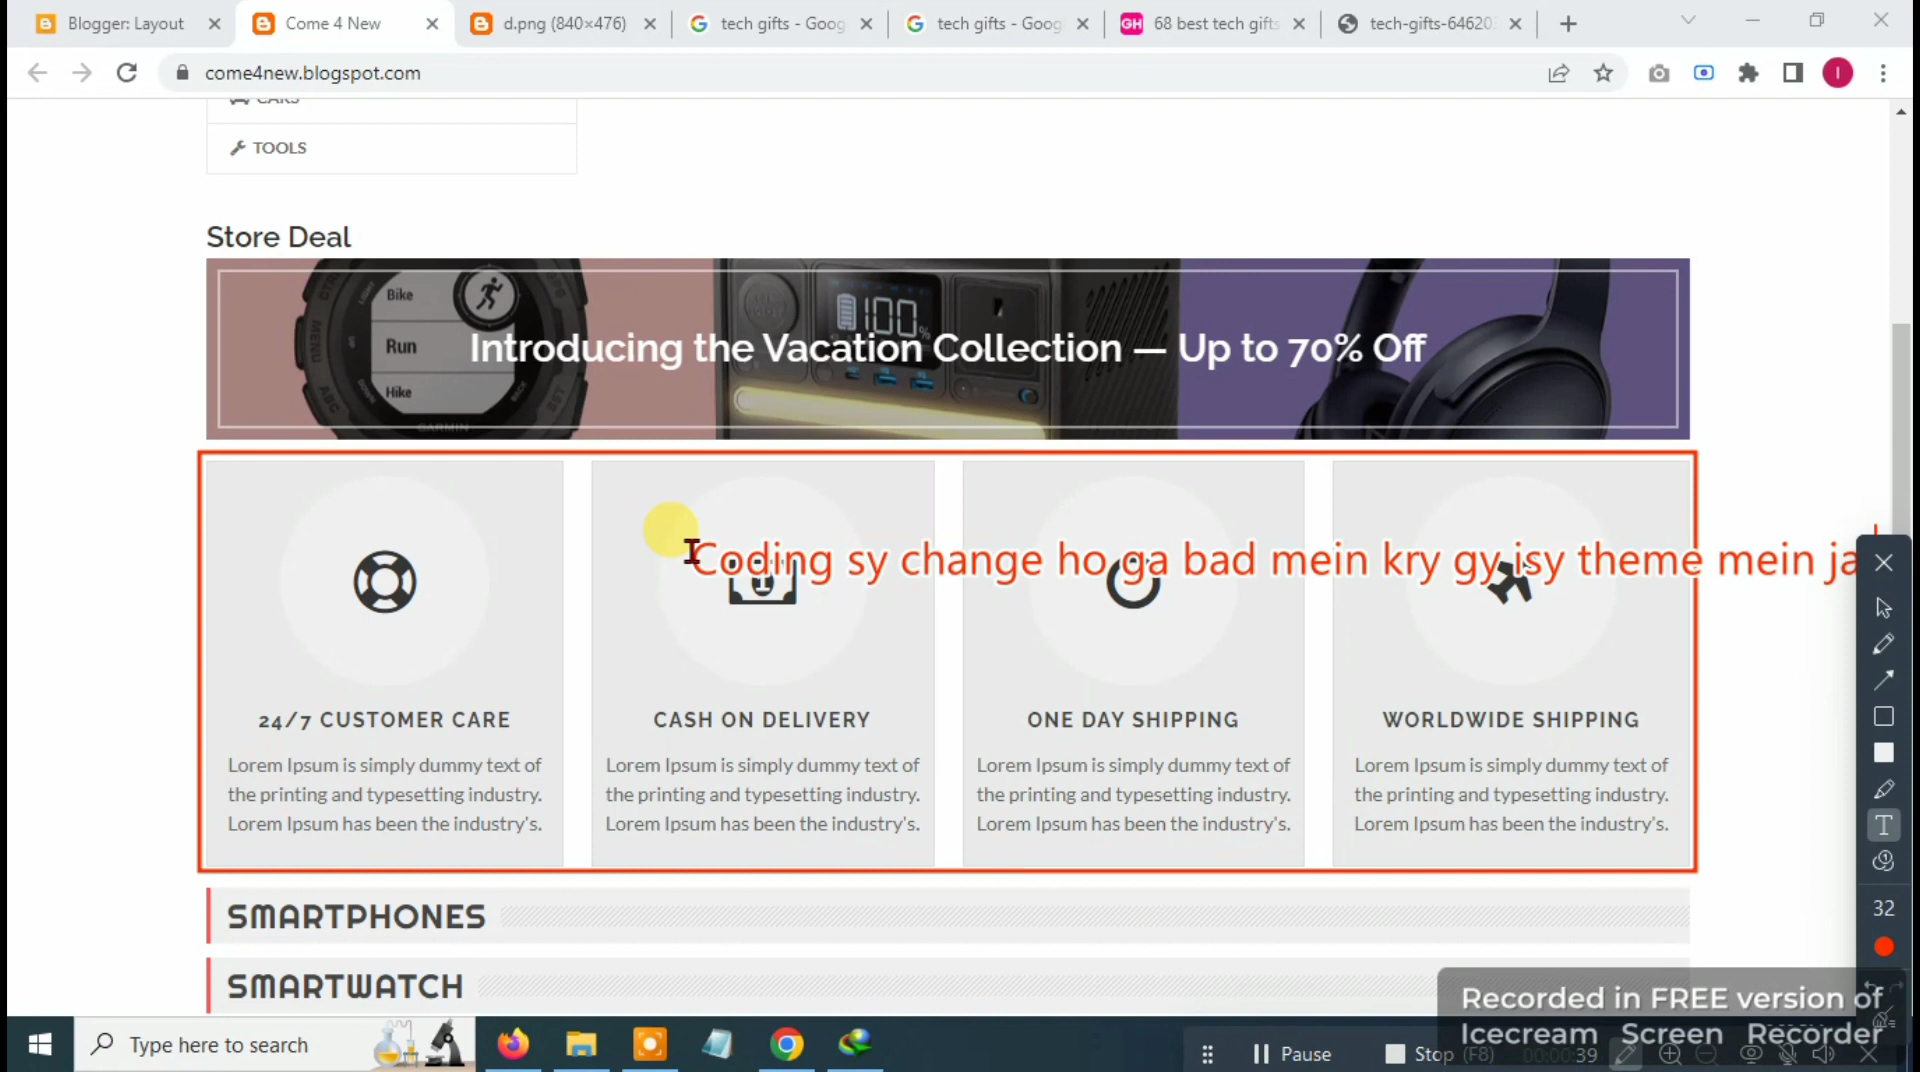 Blogger: Layout
Come 4 New
d.png (840×476)
tech gifts - Goog
tech gifts - Goog
GH 68 best tech gifts
tech-gifts-64620
come4new.blogspot.com
I
CARS
TOOLS
Store Deal
Bike
Run
Hike
MENU
GARMIN
100
%
Introducing the Vacation Collection — Up to 70% Off
Coding sy change ho ga bad mein kry gy isy theme mein ja
24/7 CUSTOMER CARE
Lorem Ipsum is simply dummy text of
the printing and typesetting industry.
Lorem Ipsum has been the industry's.
CASH ON DELIVERY
Lorem Ipsum is simply dummy text of
the printing and typesetting industry.
Lorem Ipsum has been the industry's.
ONE DAY SHIPPING
Lorem Ipsum is simply dummy text of
the printing and typesetting industry.
Lorem Ipsum has been the industry's.
WORLDWIDE SHIPPING
Lorem Ipsum is simply dummy text of
the printing and typesetting industry.
Lorem Ipsum has been the industry's.
SMARTPHONES
SMARTWATCH
T
32
Recorded in FREE version of
Icecream Screen Recorder
Type here to search
Pause
Stop (F8)
00:00:39